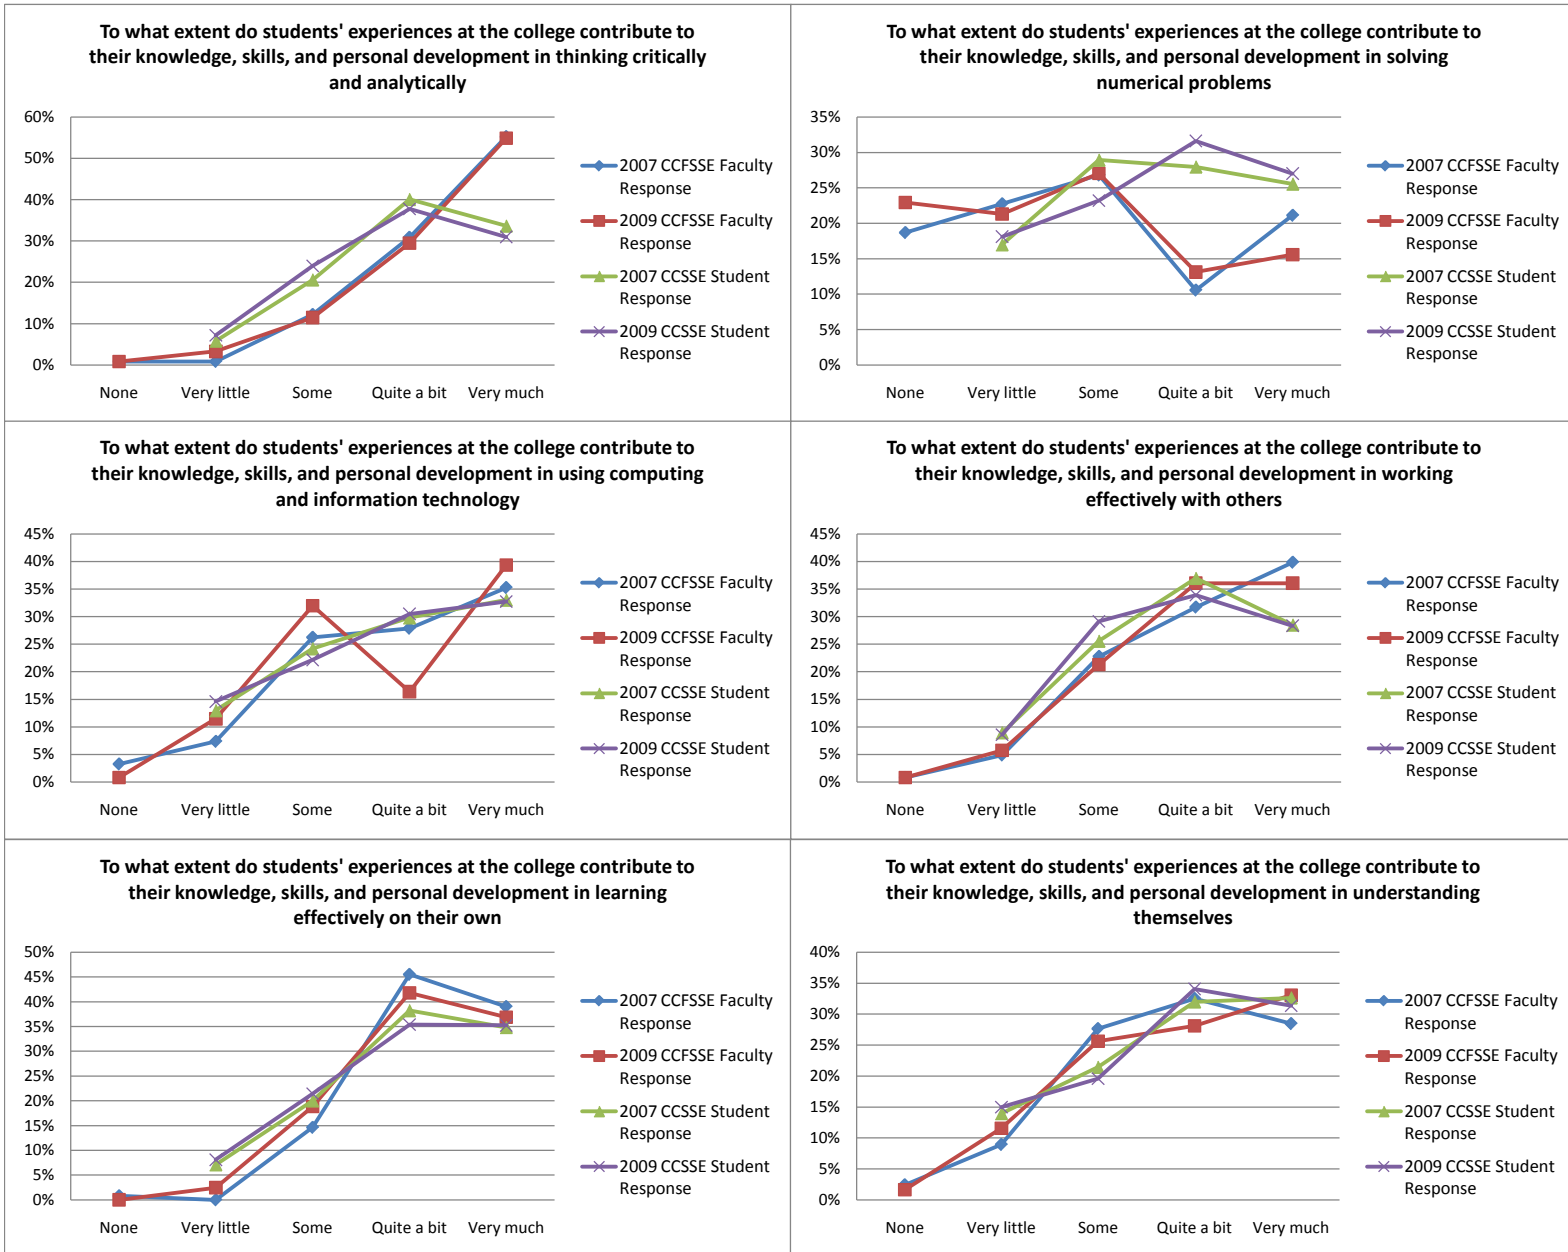 To what extent do students' experiences at the college contribute to
their knowledge, skills, and personal development in thinking critically
and analytically
60%
50%
40%
30%
20%
10%
0%
None
Very little
Some
Quite a bit
Very much
2007 CCFSSE Faculty
Response
2009 CCFSSE Faculty
Response
2007 CCSSE Student
Response
2009 CCSSE Student
Response
To what extent do students' experiences at the college contribute to
their knowledge, skills, and personal development in solving
numerical problems
35%
30%
25%
20%
15%
10%
5%
0%
None
Very little
Some
Quite a bit
Very much
2007 CCFSSE Faculty
Response
2009 CCFSSE Faculty
Response
2007 CCSSE Student
Response
2009 CCSSE Student
Response
To what extent do students' experiences at the college contribute to
their knowledge, skills, and personal development in using computing
and information technology
45%
40%
35%
30%
25%
20%
15%
10%
5%
0%
None
Very little
Some
Quite a bit
Very much
2007 CCFSSE Faculty
Response
2009 CCFSSE Faculty
Response
2007 CCSSE Student
Response
2009 CCSSE Student
Response
To what extent do students' experiences at the college contribute to
their knowledge, skills, and personal development in working
effectively with others
45%
40%
35%
30%
25%
20%
15%
10%
5%
0%
None
Very little
Some
Quite a bit
Very much
2007 CCFSSE Faculty
Response
2009 CCFSSE Faculty
Response
2007 CCSSE Student
Response
2009 CCSSE Student
Response
To what extent do students' experiences at the college contribute to
their knowledge, skills, and personal development in learning
effectively on their own
50%
45%
40%
35%
30%
25%
20%
15%
10%
5%
0%
None
Very little
Some
Quite a bit
Very much
2007 CCFSSE Faculty
Response
2009 CCFSSE Faculty
Response
2007 CCSSE Student
Response
2009 CCSSE Student
Response
To what extent do students' experiences at the college contribute to
their knowledge, skills, and personal development in understanding
themselves
40%
35%
30%
25%
20%
15%
10%
5%
0%
None
Very little
Some
Quite a bit
Very much
2007 CCFSSE Faculty
Response
2009 CCFSSE Faculty
Response
2007 CCSSE Student
Response
2009 CCSSE Student
Response